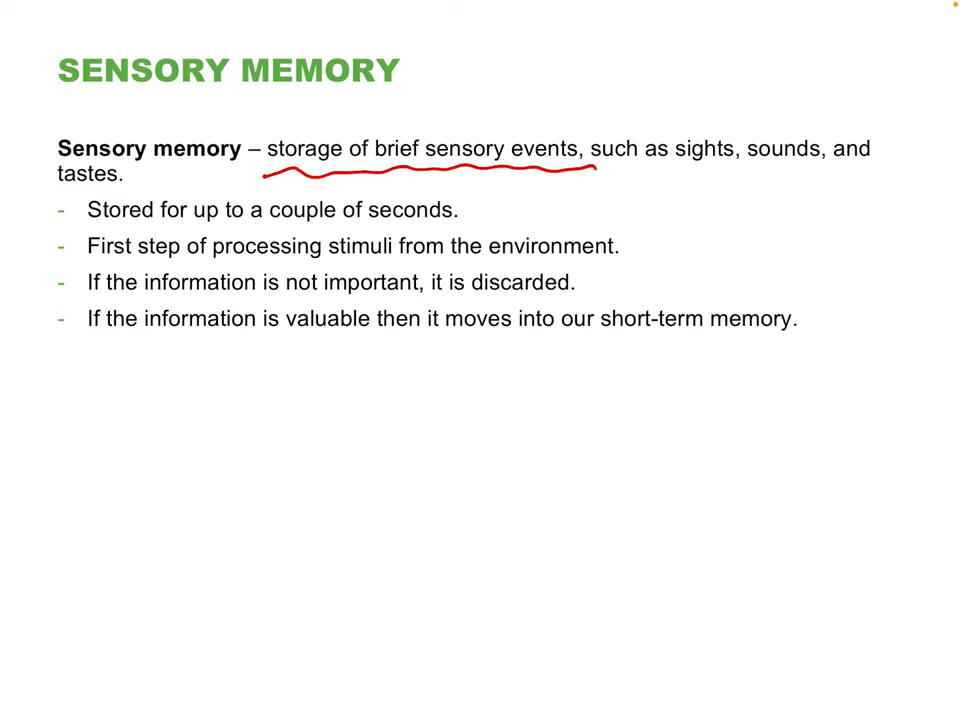 SENSORY MEMORY
Sensory memory – storage of brief sensory events, such as sights, sounds, and
tastes.
- Stored for up to a couple of seconds.
- First step of processing stimuli from the environment.
- If the information is not important, it is discarded.
- If the information is valuable then it moves into our short-term memory.